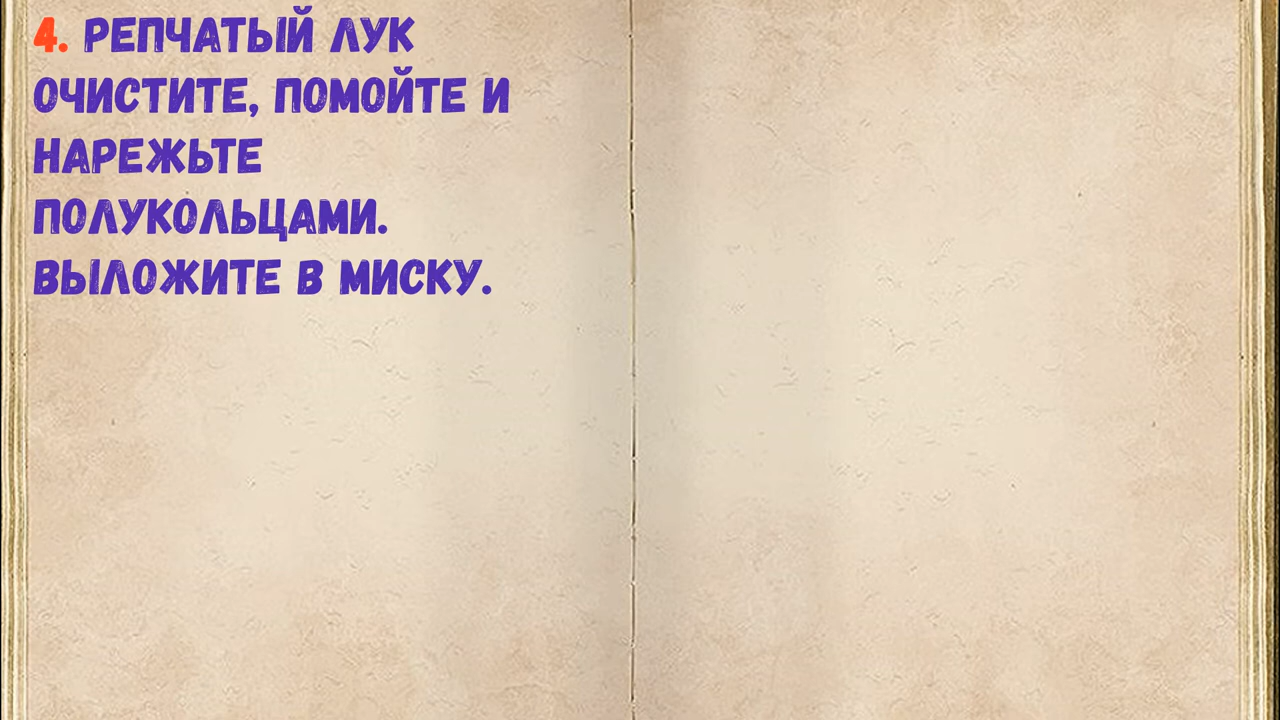 4. РЕПЧАТЫЙ ЛУК
ОЧИСТИТЕ, ПОМОЙТЕ И
НАРЕЖЬТЕ
ПОЛУКОЛЬЦАМИ.
ВЫЛОЖИТЕ В МИСКУ.